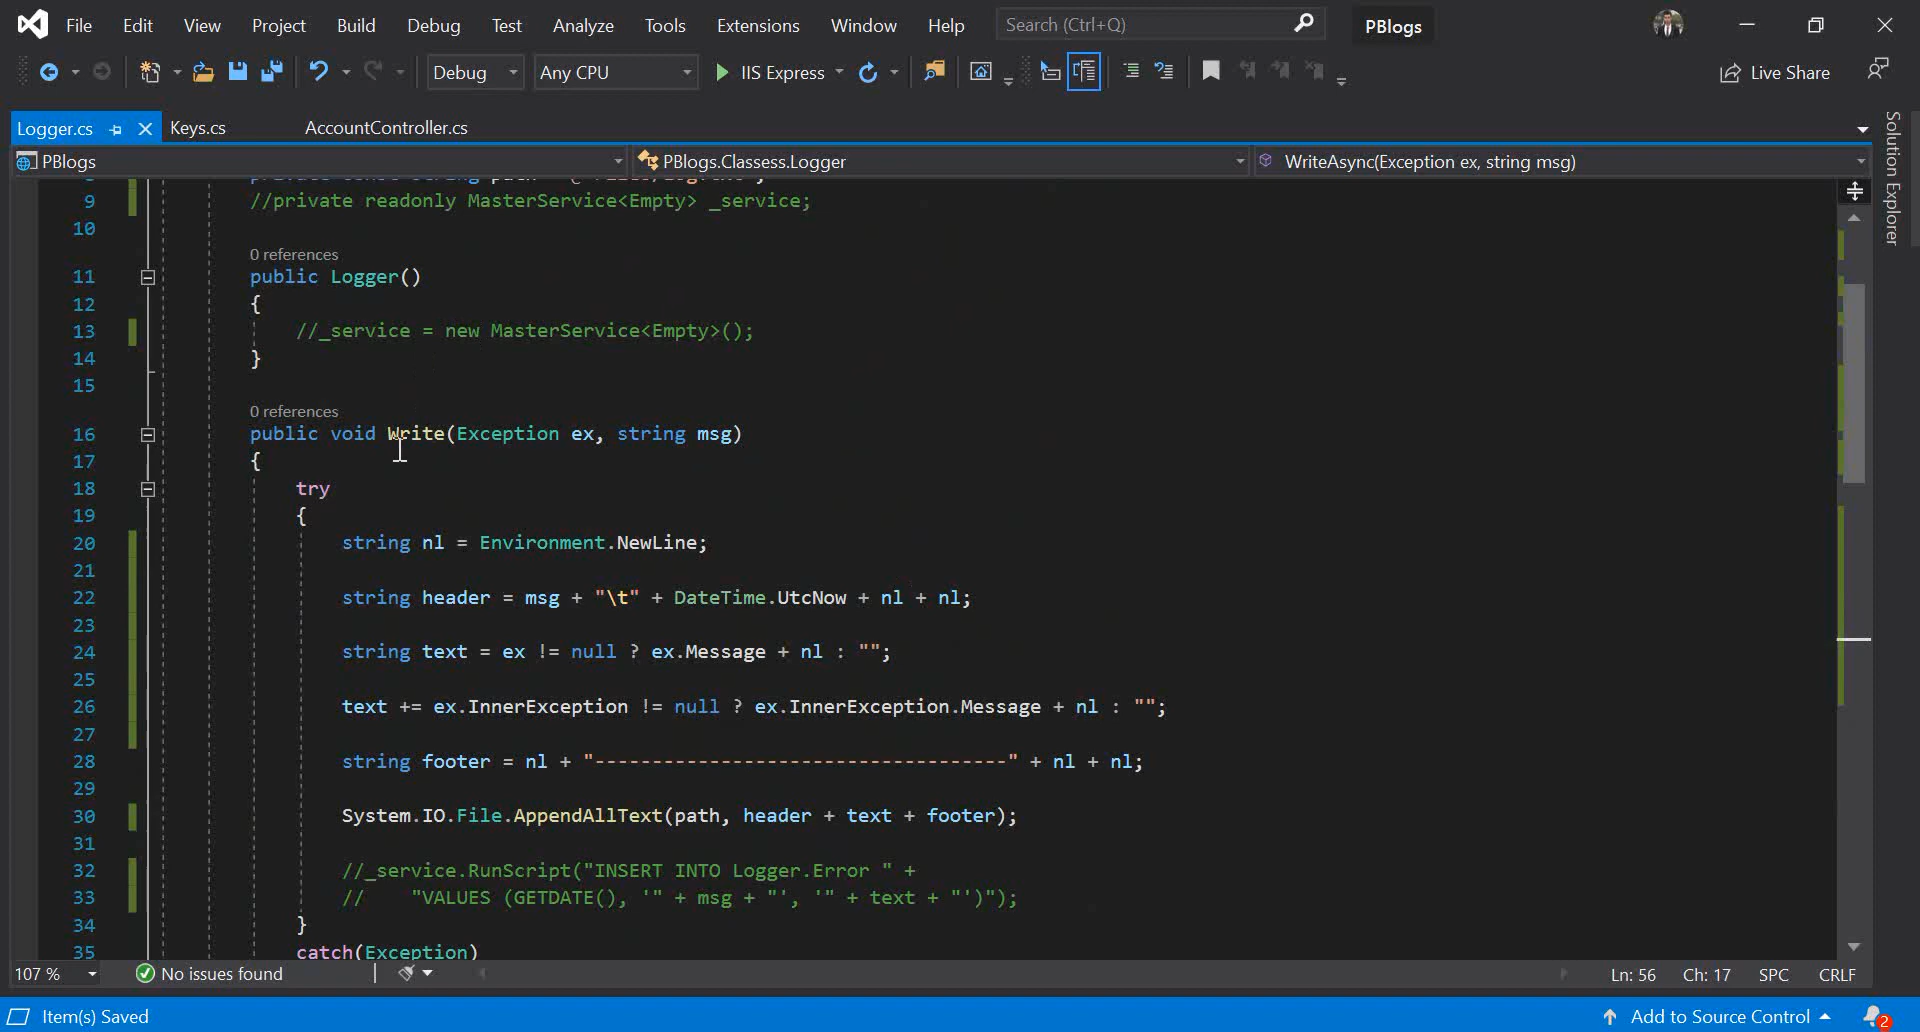 File Edit View Project Build Debug Test Analyze Tools Extensions Window Help Search (Ctrl+Q) PBlogs
Debug Any CPU IIS Express Live Share
Logger.cs Keys.cs AccountController.cs
PBlogs PBlogs.Classess.Logger WriteAsync(Exception ex, string msg)
Solution Explorer
9 //private readonly MasterService<Empty> _service;
10
0 references
11 public Logger()
12 {
13 //_service = new MasterService<Empty>();
14 }
15
0 references
16 public void Write(Exception ex, string msg)
17 {
18 try
19 {
20 string nl = Environment.NewLine;
21
22 string header = msg + "\t" + DateTime.UtcNow + nl + nl;
23
24 string text = ex != null ? ex.Message + nl : "";
25
26 text += ex.InnerException != null ? ex.InnerException.Message + nl : "";
27
28 string footer = nl + "------------------------------------" + nl + nl;
29
30 System.IO.File.AppendAllText(path, header + text + footer);
31
32 //_service.RunScript("INSERT INTO Logger.Error " +
33 // "VALUES (GETDATE(), '" + msg + "', '" + text + "')");
34 }
35 catch(Exception)
107 % No issues found Ln: 56 Ch: 17 SPC CRLF
Item(s) Saved Add to Source Control 2